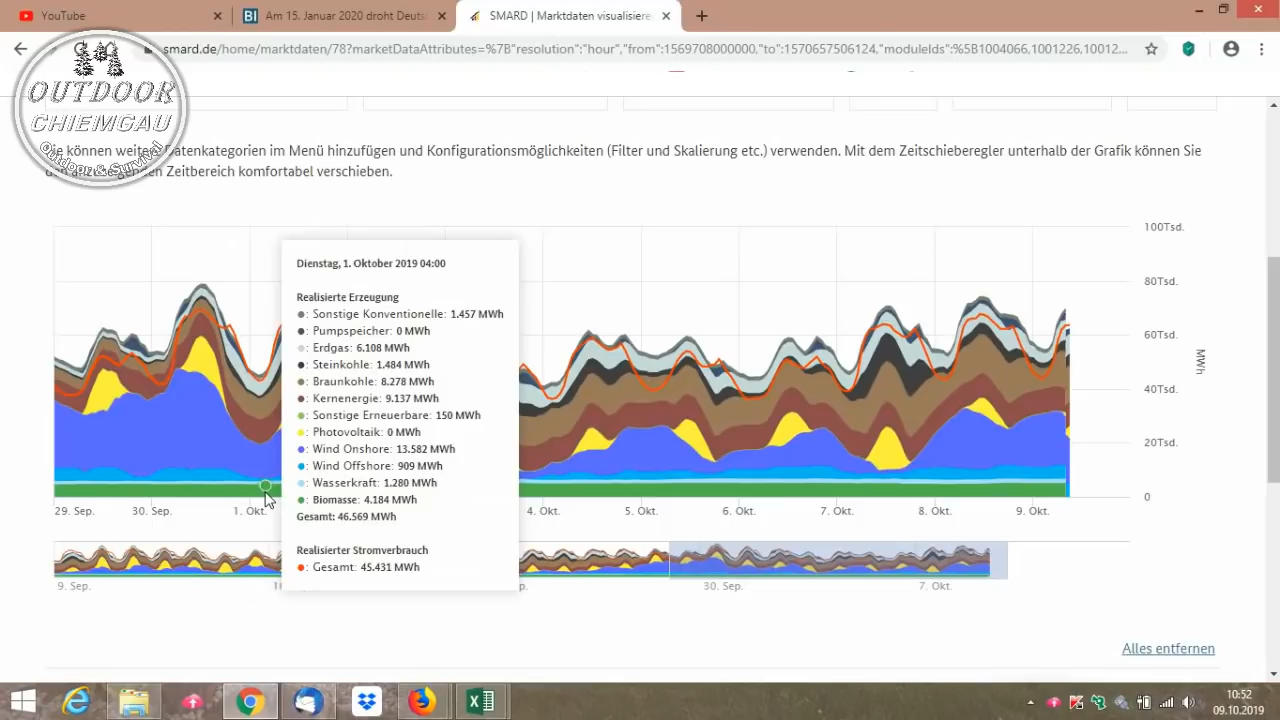 YouTube
Am 15. Januar 2020 droht Deuts
SMARD | Marktdaten visualisiere
smard.de/home/marktdaten/78?marketDataAttributes=%7B"resolution":"hour","from":1569708000000,"to":1570657506124,"moduleIds":%5B1004066,1001226,10012...
OUTDOOR
CHIEMGAU
Outdoor & Survival
Sie können weitere Datenkategorien im Menü hinzufügen und Konfigurationsmöglichkeiten (Filter und Skalierung etc.) verwenden. Mit dem Zeitschieberegler unterhalb der Grafik können Sie
Zeitbereich komfortabel verschieben.
100Tsd.
80Tsd.
60Tsd.
40Tsd.
20Tsd.
0
MWh
Dienstag, 1. Oktober 2019 04:00
Realisierte Erzeugung
Sonstige Konventionelle: 1.457 MWh
Pumpspeicher: 0 MWh
Erdgas: 6.108 MWh
Steinkohle: 1.484 MWh
Braunkohle: 8.278 MWh
Kernenergie: 9.137 MWh
Sonstige Erneuerbare: 150 MWh
Photovoltaik: 0 MWh
Wind Onshore: 13.582 MWh
Wind Offshore: 909 MWh
Wasserkraft: 1.280 MWh
Biomasse: 4.184 MWh
Gesamt: 46.569 MWh
Realisierter Stromverbrauch
Gesamt: 45.431 MWh
29. Sep. 30. Sep. 1. Okt. 4. Okt. 5. Okt. 6. Okt. 7. Okt. 8. Okt. 9. Okt.
9. Sep. 30. Sep. 7. Okt.
Alles entfernen
10:52
09.10.2019